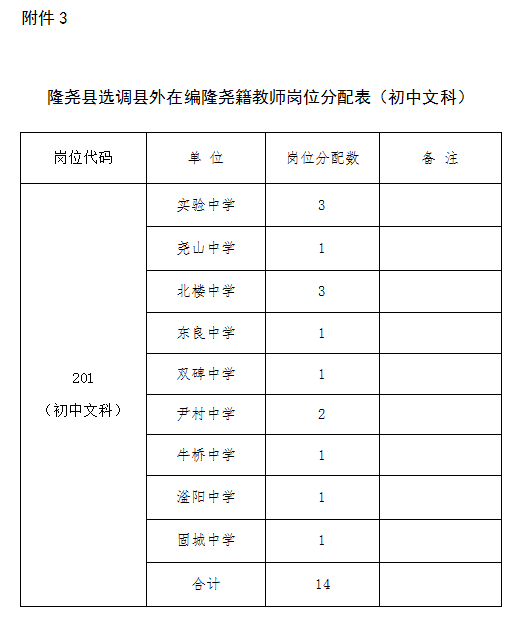 附件 3
隆尧县选调县外在编隆尧籍教师岗位分配表（初中文科）
岗位代码 单 位 岗位分配数 备 注
201
（初中文科）
实验中学 3
尧山中学 1
北楼中学 3
东良中学 1
双碑中学 1
尹村中学 2
牛桥中学 1
滏阳中学 1
固城中学 1
合计 14